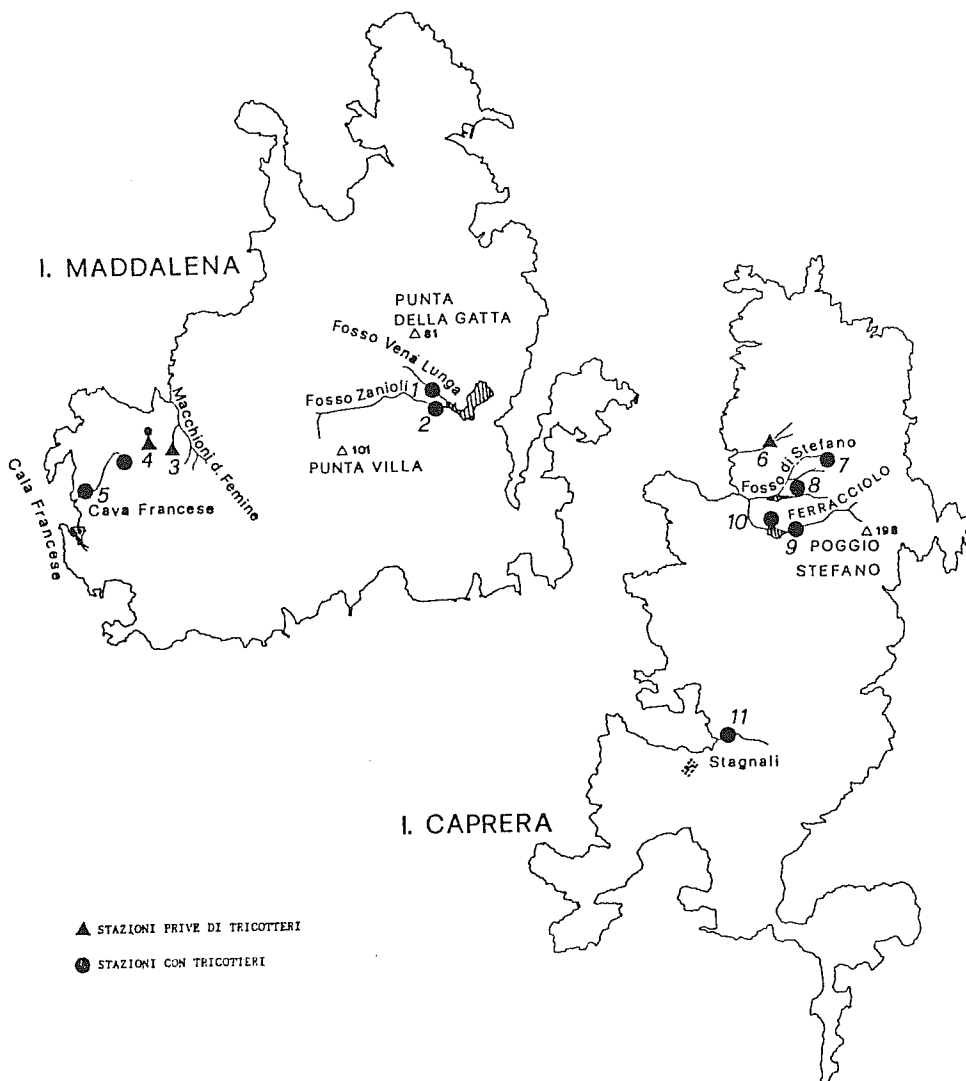 I. MADDALENA
PUNTA
DELLA GATTA
81
Fosso Vena Lunga
Fosso Zanioli
1
2
101
PUNTA VILLA
Macchioni d. Femine
3
4
5
Cava Francese
Cala Francese
6
Fosso di Stefano
7
8
FERRACCIOLO
10
9
198
POGGIO
STEFANO
11
Stagnali
I. CAPRERA
STAZIONI PRIVE DI TRICOTTERI
STAZIONI CON TRICOTTERI